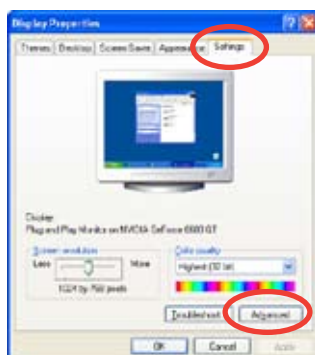 Display Properties
Themes Desktop Screen Saver Appearance Settings
Display:
Plug and Play Monitor on NVIDIA GeForce 6600 GT
Screen resolution
Less More
1024 by 768 pixels
Color quality
Highest (32 bit)
Troubleshoot Advanced
OK Cancel Apply